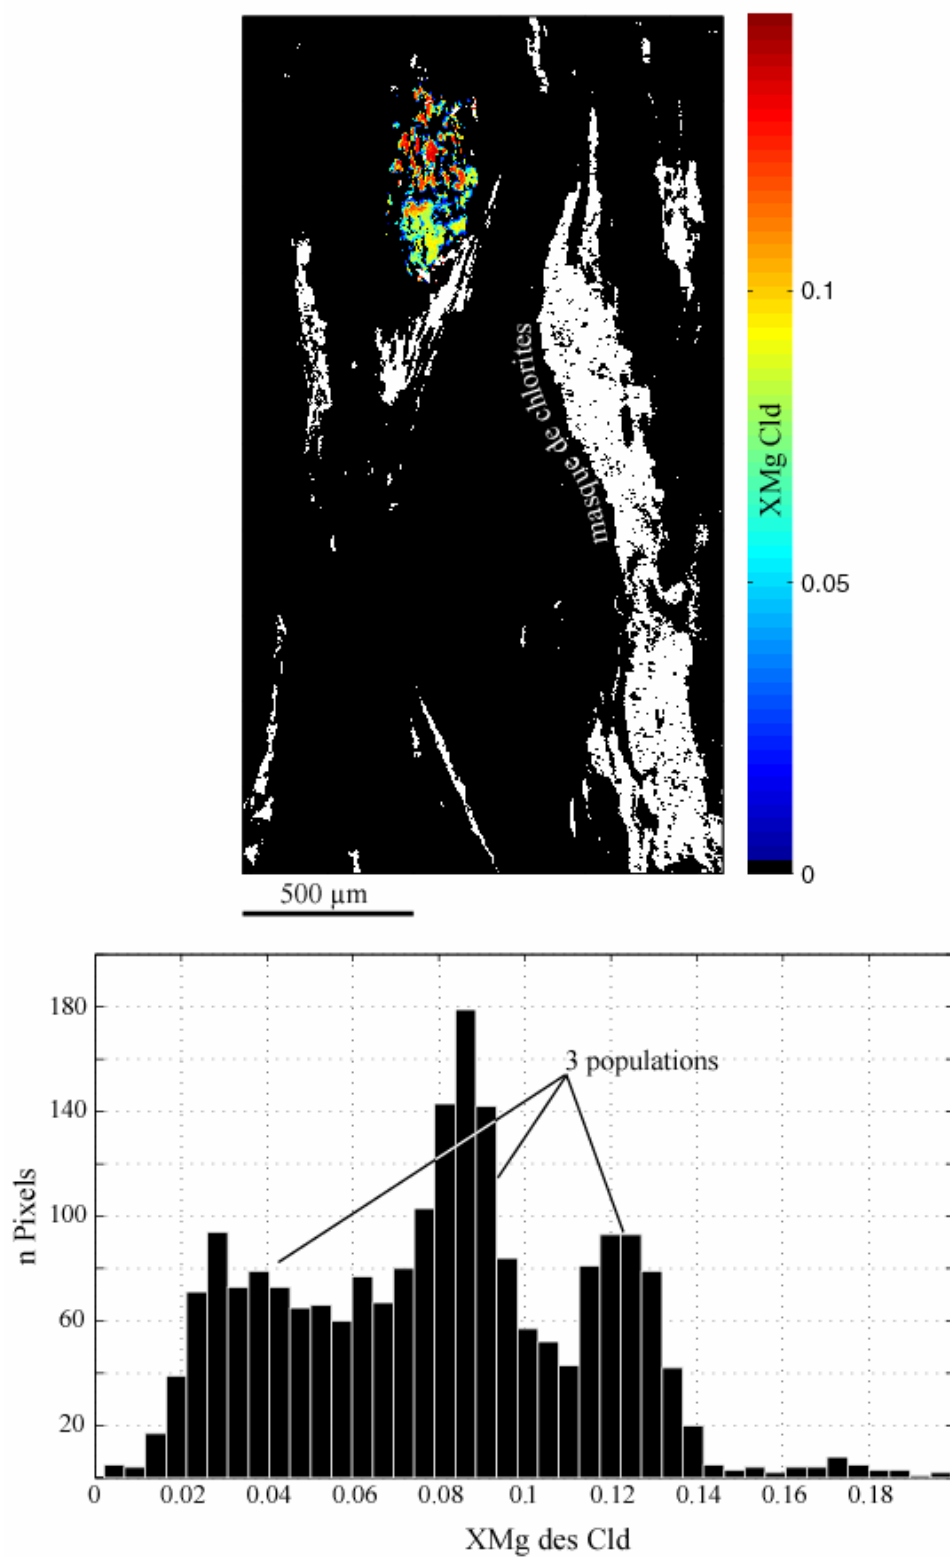 0.1
XMg Cld
masque de chlorites
0.05
0
500 µm
180
3 populations
140
n Pixels
100
60
20
0 0.02 0.04 0.06 0.08 0.1 0.12 0.14 0.16 0.18
XMg des Cld